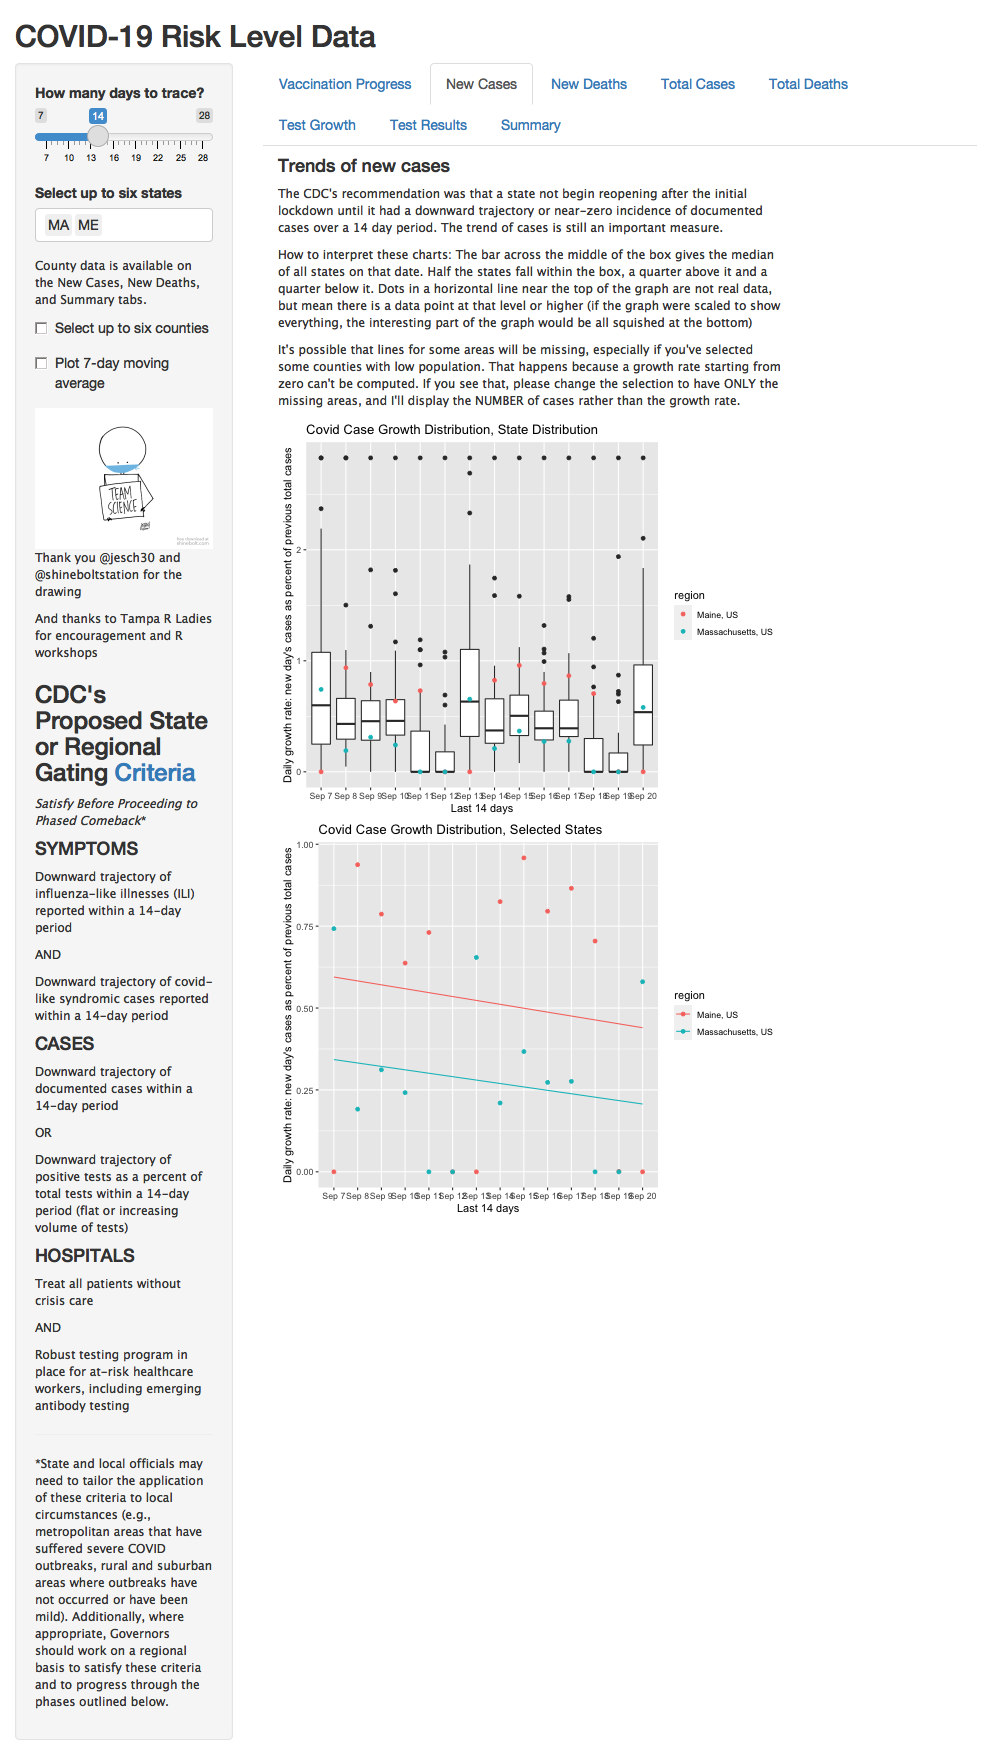 COVID-19 Risk Level Data
How many days to trace?
7 14 28
7 10 13 16 19 22 25 28
Select up to six states
MA ME
County data is available on
the New Cases, New Deaths,
and Summary tabs.
Select up to six counties
Plot 7-day moving
average
TEAM
SCIENCE
Thank you @jesch30 and
@shineboltstation for the
drawing
And thanks to Tampa R Ladies
for encouragement and R
workshops
CDC's
Proposed State
or Regional
Gating Criteria
Satisfy Before Proceeding to
Phased Comeback*
SYMPTOMS
Downward trajectory of
influenza-like illnesses (ILI)
reported within a 14-day
period
AND
Downward trajectory of covid-
like syndromic cases reported
within a 14-day period
CASES
Downward trajectory of
documented cases within a
14-day period
OR
Downward trajectory of
positive tests as a percent of
total tests within a 14-day
period (flat or increasing
volume of tests)
HOSPITALS
Treat all patients without
crisis care
AND
Robust testing program in
place for at-risk healthcare
workers, including emerging
antibody testing
*State and local officials may
need to tailor the application
of these criteria to local
circumstances (e.g.,
metropolitan areas that have
suffered severe COVID
outbreaks, rural and suburban
areas where outbreaks have
not occurred or have been
mild). Additionally, where
appropriate, Governors
should work on a regional
basis to satisfy these criteria
and to progress through the
phases outlined below.
Vaccination Progress New Cases New Deaths Total Cases Total Deaths
Test Growth Test Results Summary
Trends of new cases
The CDC's recommendation was that a state not begin reopening after the initial
lockdown until it had a downward trajectory or near-zero incidence of documented
cases over a 14 day period. The trend of cases is still an important measure.
How to interpret these charts: The bar across the middle of the box gives the median
of all states on that date. Half the states fall within the box, a quarter above it and a
quarter below it. Dots in a horizontal line near the top of the graph are not real data,
but mean there is a data point at that level or higher (if the graph were scaled to show
everything, the interesting part of the graph would be all squished at the bottom)
It's possible that lines for some areas will be missing, especially if you've selected
some counties with low population. That happens because a growth rate starting from
zero can't be computed. If you see that, please change the selection to have ONLY the
missing areas, and I'll display the NUMBER of cases rather than the growth rate.
Covid Case Growth Distribution, State Distribution
Daily growth rate: new day's cases as percent of previous total cases
2
1
0
Sep 7 Sep 8 Sep 9 Sep 10 Sep 11 Sep 12 Sep 13 Sep 14 Sep 15 Sep 16 Sep 17 Sep 18 Sep 19 Sep 20
Last 14 days
region
Maine, US
Massachusetts, US
Covid Case Growth Distribution, Selected States
Daily growth rate: new day's cases as percent of previous total cases
1.00
0.75
0.50
0.25
0.00
Sep 7 Sep 8 Sep 9 Sep 10 Sep 11 Sep 12 Sep 13 Sep 14 Sep 15 Sep 16 Sep 17 Sep 18 Sep 19 Sep 20
Last 14 days
region
Maine, US
Massachusetts, US